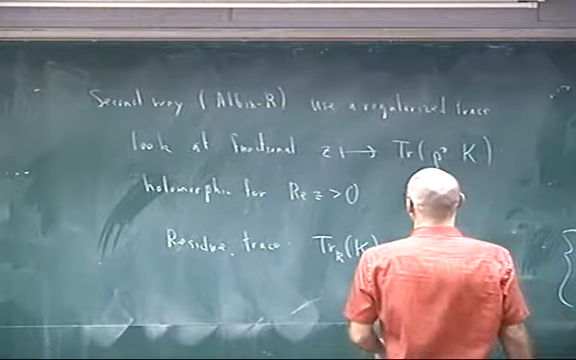 Second way (Albin-R) use a regularized trace
look at functional z ⟼ Tr(ρ^z K)
holomorphic for Re z > 0
Residue trace Tr_R(K)